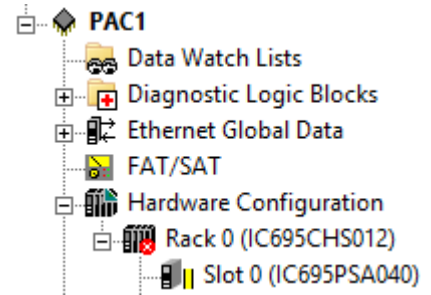 PAC1
Data Watch Lists
Diagnostic Logic Blocks
Ethernet Global Data
FAT/SAT
Hardware Configuration
Rack 0 (IC695CHS012)
Slot 0 (IC695PSA040)